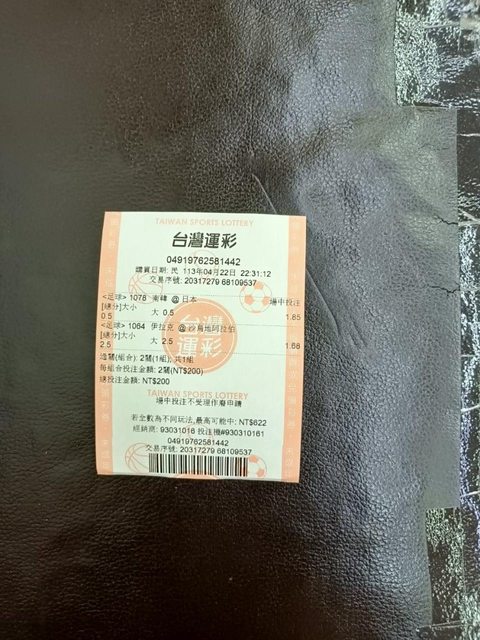 TAIWAN SPORTS LOTTERY
台灣運彩
04919762581442
購買日期: 民 113年04月22日 22:31:12
交易序號: 20317279 68109537
<足球> 1078 南韓 @ 日本 場中投注
[總分]大小 大 0.5 1.85
0.5
<足球> 1064 伊拉克 @ 沙烏地阿拉伯
[總分]大小 大 2.5 1.68
2.5
過關(組合): 2關(1組), 共1組
每組合投注金額: 2關(NT$200)
總投注金額: NT$200
TAIWAN SPORTS LOTTERY
場中投注不受理作廢申請
若全數為不同玩法,最高可能中: NT$622
經銷商: 93031016 投注機#930310161
04919762581442
交易序號: 20317279 68109537